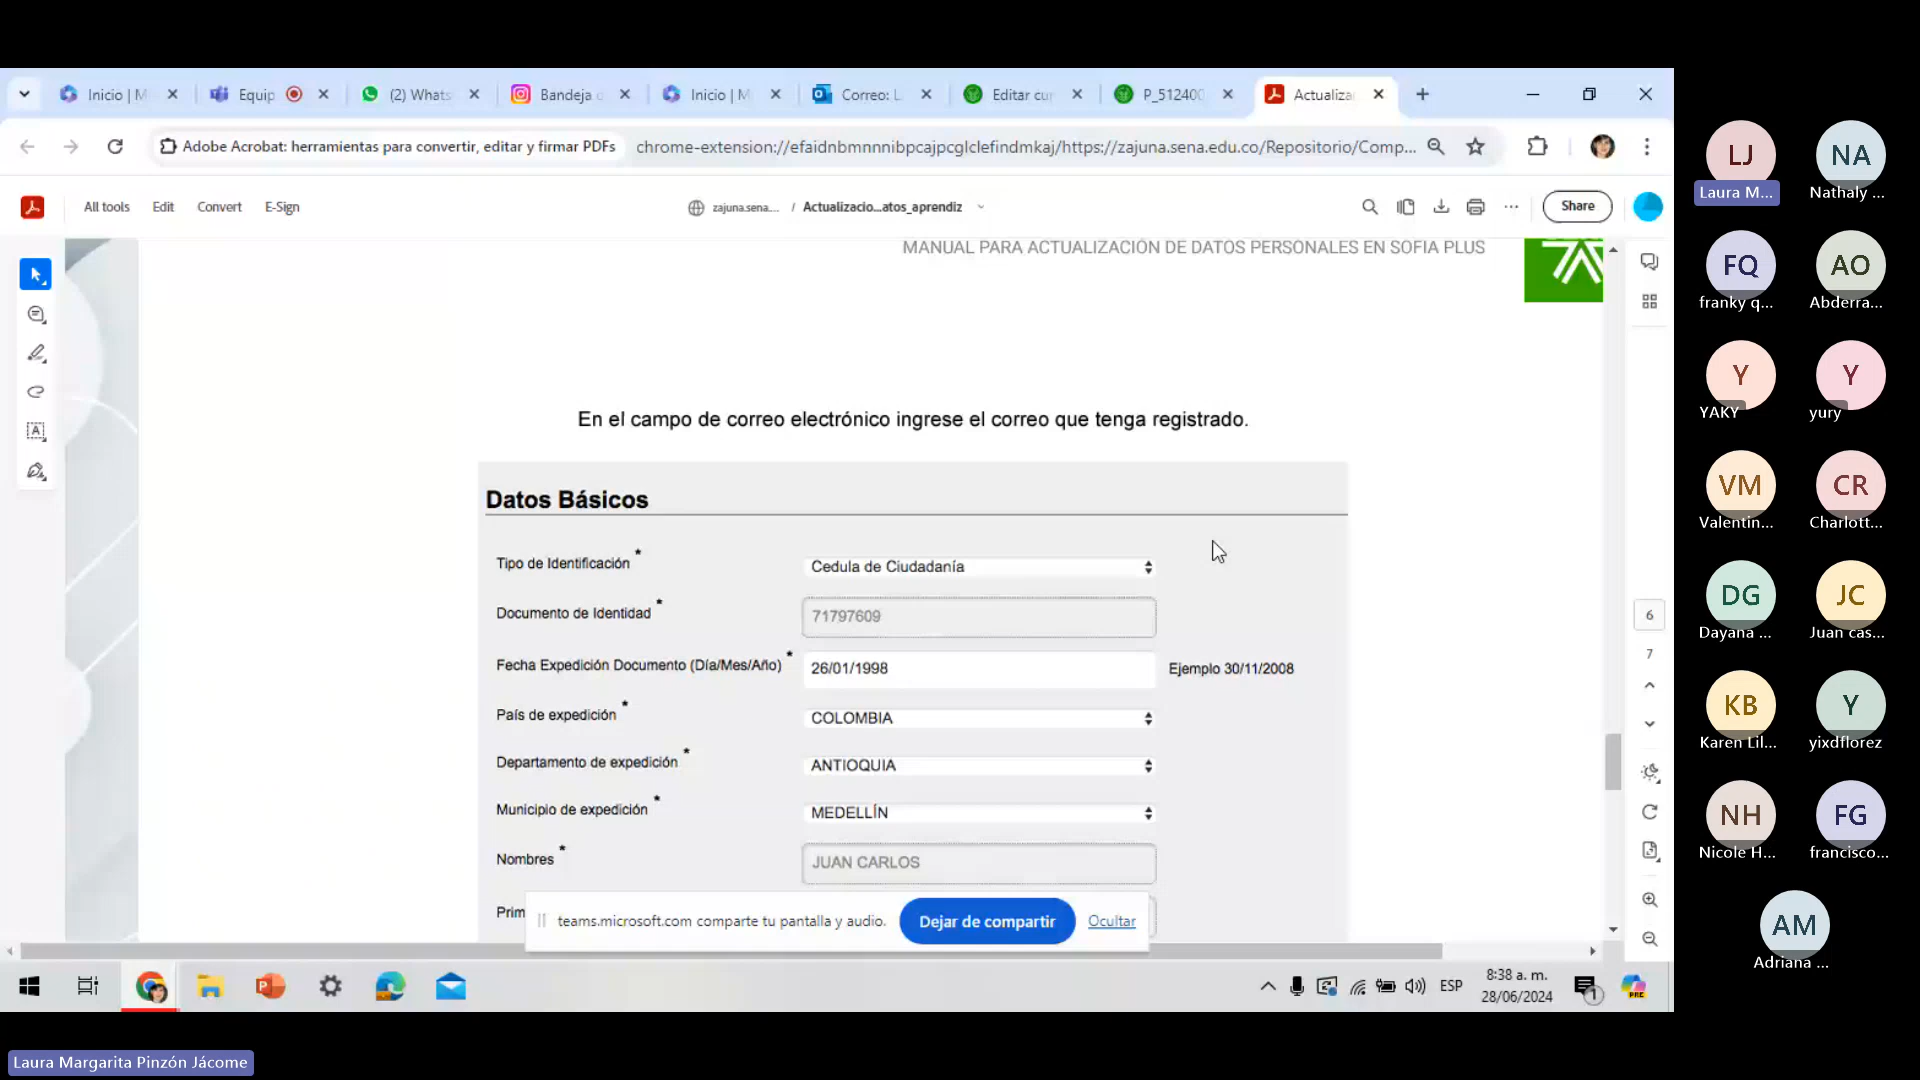 Inicio | M
Equip
(2) Whats
Bandeja d
Inicio | M
Correo: L
Editar cur
P_512400
Actualiza
Adobe Acrobat: herramientas para convertir, editar y firmar PDFs
chrome-extension://efaidnbmnnnibpcajpcglclefindmkaj/https://zajuna.sena.edu.co/Repositorio/Comp...
All tools
Edit
Convert
E-Sign
zajuna.sena.... / Actualizacio...atos_aprendiz
Share
MANUAL PARA ACTUALIZACIÓN DE DATOS PERSONALES EN SOFIA PLUS
En el campo de correo electrónico ingrese el correo que tenga registrado.
Datos Básicos
Tipo de Identificación * Cedula de Ciudadanía
Documento de Identidad * 71797609
Fecha Expedición Documento (Día/Mes/Año) * 26/01/1998 Ejemplo 30/11/2008
País de expedición * COLOMBIA
Departamento de expedición * ANTIOQUIA
Municipio de expedición * MEDELLÍN
Nombres * JUAN CARLOS
Prim
teams.microsoft.com comparte tu pantalla y audio.
Dejar de compartir
Ocultar
6
7
ESP
8:38 a. m.
28/06/2024
1
PRE
LJ
Laura M...
NA
Nathaly ...
FQ
franky q...
AO
Abderra...
Y
YAKY
Y
yury
VM
Valentin...
CR
Charlott...
DG
Dayana ...
JC
Juan cas...
KB
Karen Lil...
Y
yixdflorez
NH
Nicole H...
FG
francisco...
AM
Adriana ...
Laura Margarita Pinzón Jácome